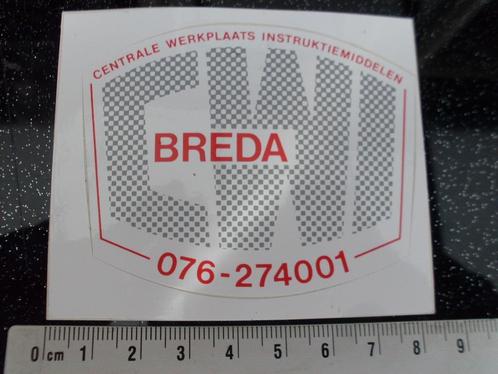 CENTRALE WERKPLAATS INSTRUKTIEMIDDELEN
CWI
BREDA
076-274001
0 cm 1 2 3 4 5 6 7 8 9